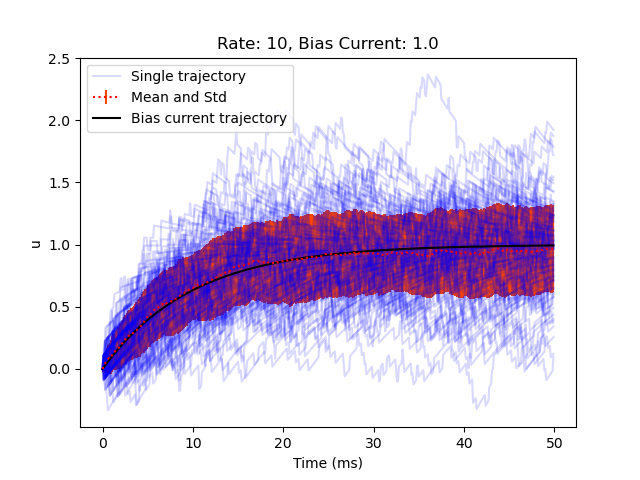 Rate: 10, Bias Current: 1.0
Single trajectory
Mean and Std
Bias current trajectory
2.5
2.0
1.5
1.0
0.5
0.0
u
0 10 20 30 40 50
Time (ms)